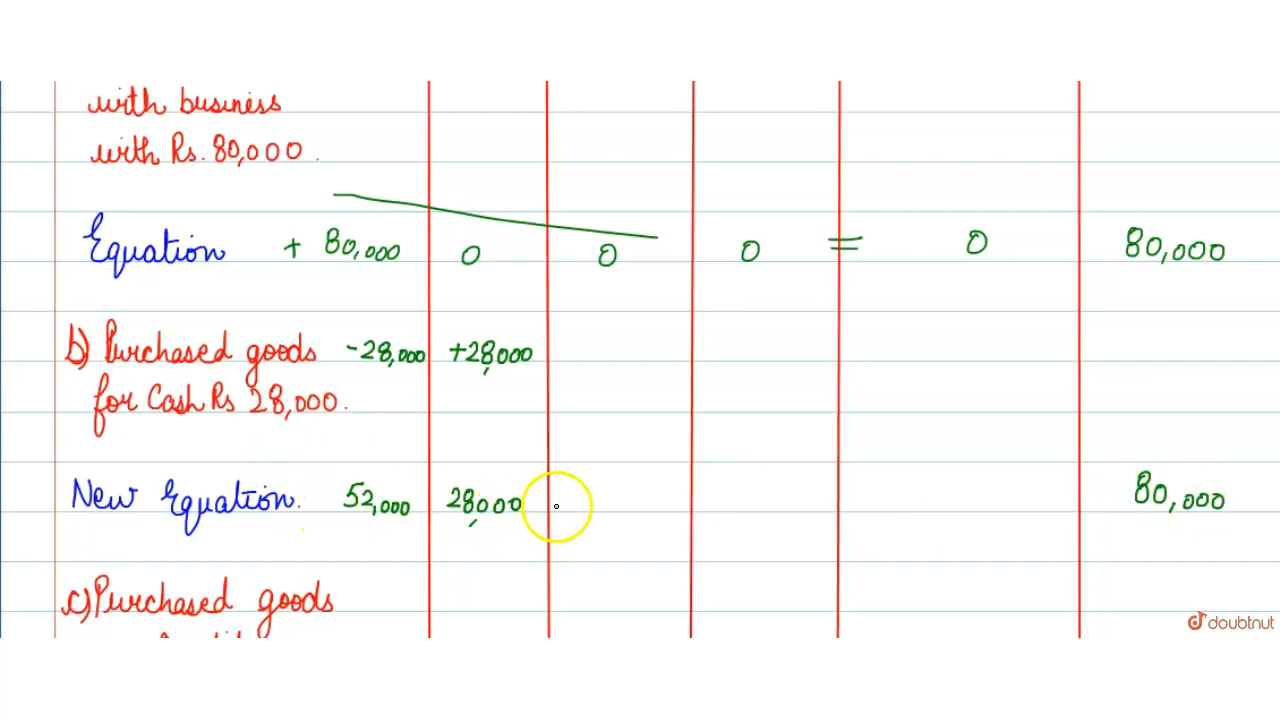 with business
with Rs. 80,000.
Equation + 80,000 0 0 0 = 0 80,000
b) Purchased goods -28,000 +28,000
for Cash Rs 28,000.
New Equation. 52,000 28,000 80,000
c) Purchased goods
doubtnut